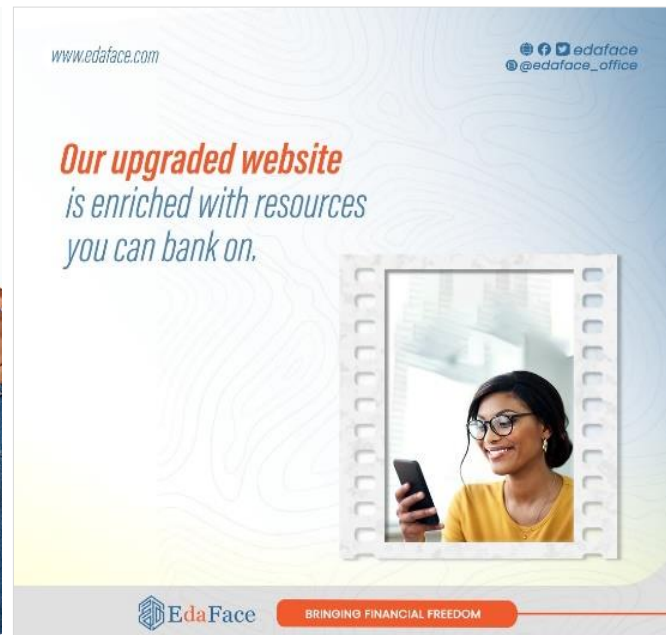 www.edaface.com
edaface
@edaface_office
Our upgraded website
is enriched with resources
you can bank on.
EdaFace
BRINGING FINANCIAL FREEDOM